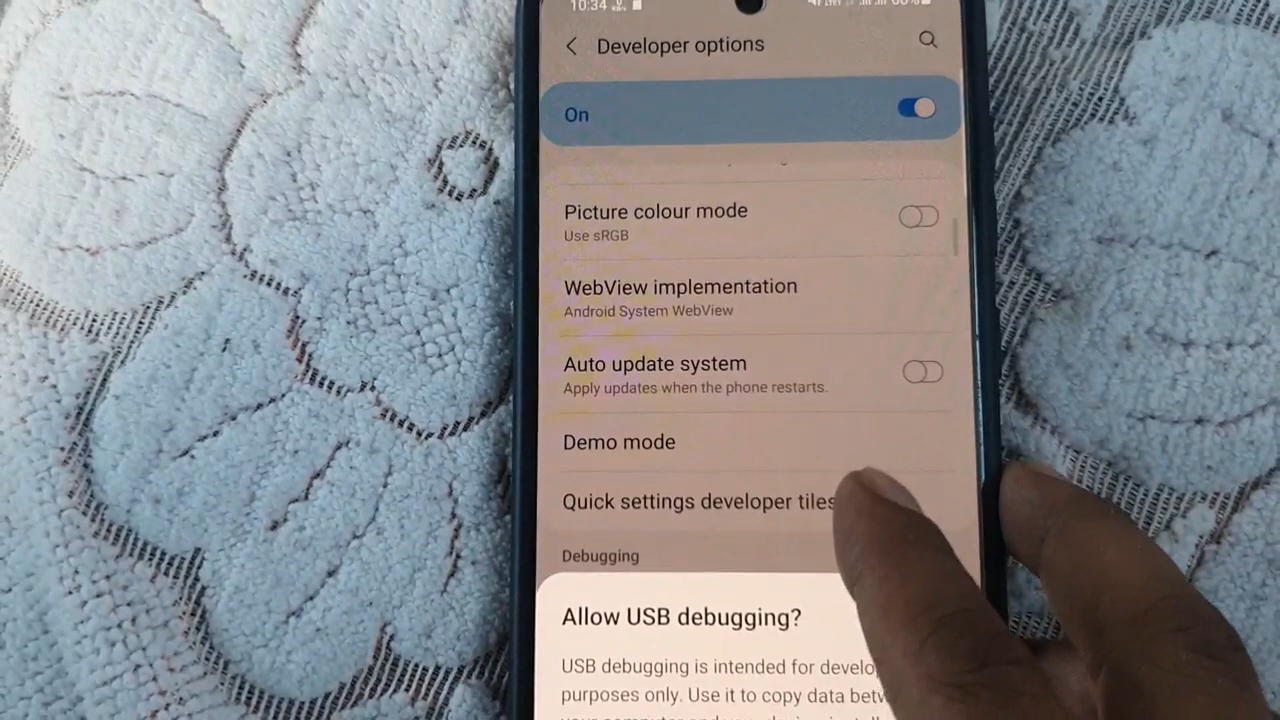 10:34
Developer options
On
Picture colour mode
Use sRGB
WebView implementation
Android System WebView
Auto update system
Apply updates when the phone restarts.
Demo mode
Quick settings developer tiles
Debugging
Allow USB debugging?
USB debugging is intended for develo
purposes only. Use it to copy data betw